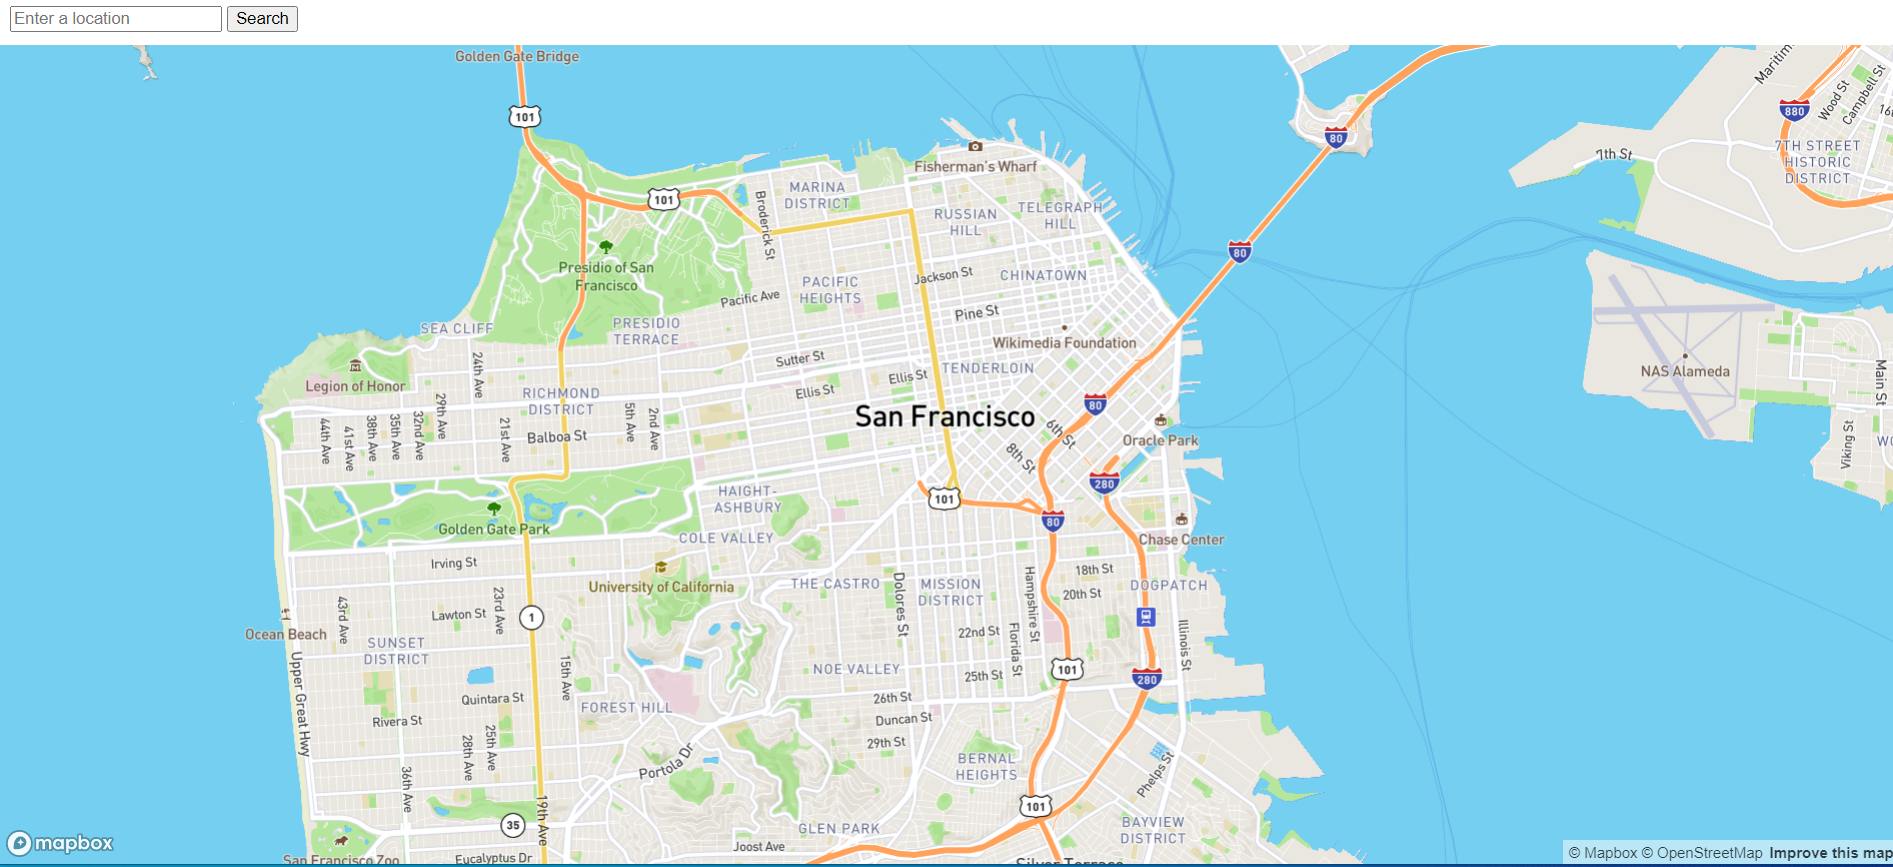 Enter a location Search
Golden Gate Bridge
Maritim
Wood St
Campbell St
16t
101
80
880
7th St
7TH STREET
HISTORIC
DISTRICT
Fisherman's Wharf
101
MARINA
DISTRICT
Broderick St
RUSSIAN
HILL
TELEGRAPH
HILL
80
Presidio of San
Francisco
Jackson St
CHINATOWN
PACIFIC
HEIGHTS
Pacific Ave
Pine St
SEA CLIFF
PRESIDIO
TERRACE
Wikimedia Foundation
Sutter St
TENDERLOIN
Legion of Honor
24th Ave
Ellis St
Ellis St
NAS Alameda
Main St
RICHMOND
DISTRICT
29th Ave
5th Ave
2nd Ave
San Francisco
80
44th Ave
41st Ave
38th Ave
35th Ave
32nd Ave
21st Ave
Balboa St
6th St
8th St
Oracle Park
Viking St
WO
280
HAIGHT-
ASHBURY
101
80
Golden Gate Park
COLE VALLEY
Chase Center
Irving St
University of California
THE CASTRO
Dolores St
MISSION
DISTRICT
Hampshire St
18th St
20th St
DOGPATCH
43rd Ave
Lawton St
23rd Ave
1
Ocean Beach
SUNSET
DISTRICT
22nd St
Florida St
Illinois St
Upper Great Hwy
15th Ave
NOE VALLEY
25th St
101
280
Quintara St
26th St
FOREST HILL
Duncan St
Rivera St
25th Ave
28th Ave
29th St
Portola Dr
BERNAL
HEIGHTS
Phelps St
36th Ave
19th Ave
101
35
GLEN PARK
BAYVIEW
DISTRICT
mapbox
San Francisco Zoo
Eucalyptus Dr
Joost Ave
Silver Terrace
© Mapbox © OpenStreetMap Improve this map